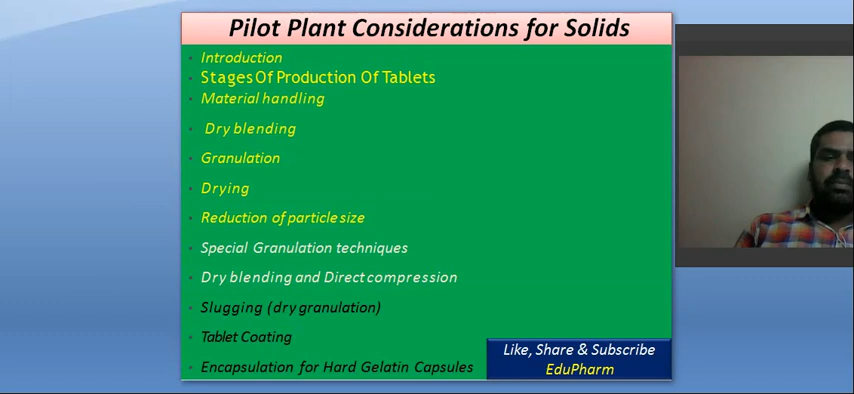 Pilot Plant Considerations for Solids
Introduction
Stages Of Production Of Tablets
Material handling
Dry blending
Granulation
Drying
Reduction of particle size
Special Granulation techniques
Dry blending and Direct compression
Slugging (dry granulation)
Tablet Coating
Encapsulation for Hard Gelatin Capsules
Like, Share & Subscribe
EduPharm